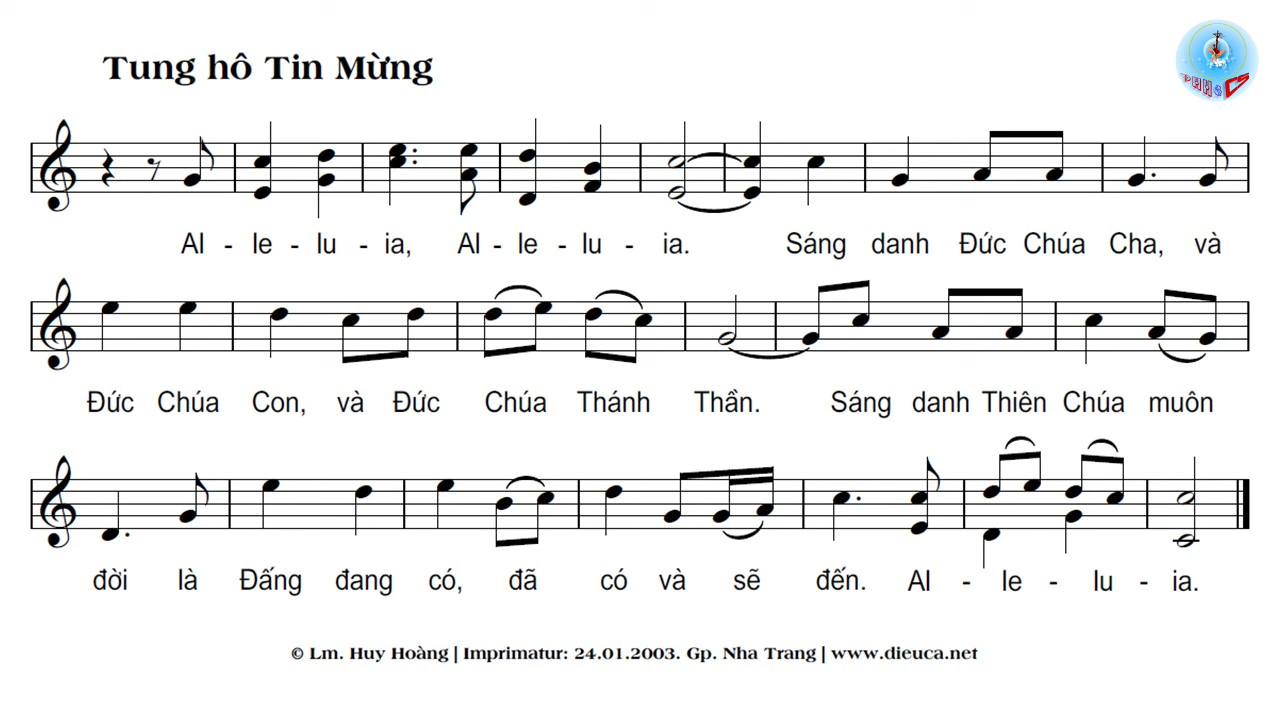 Tung hô Tin Mừng
Al - le - lu - ia, Al - le - lu - ia. Sáng danh Đức Chúa Cha, và
Đức Chúa Con, và Đức Chúa Thánh Thần. Sáng danh Thiên Chúa muôn
đời là Đấng đang có, đã có và sẽ đến. Al - le - lu - ia.
© Lm. Huy Hoàng | Imprimatur: 24.01.2003. Gp. Nha Trang | www.dieuca.net